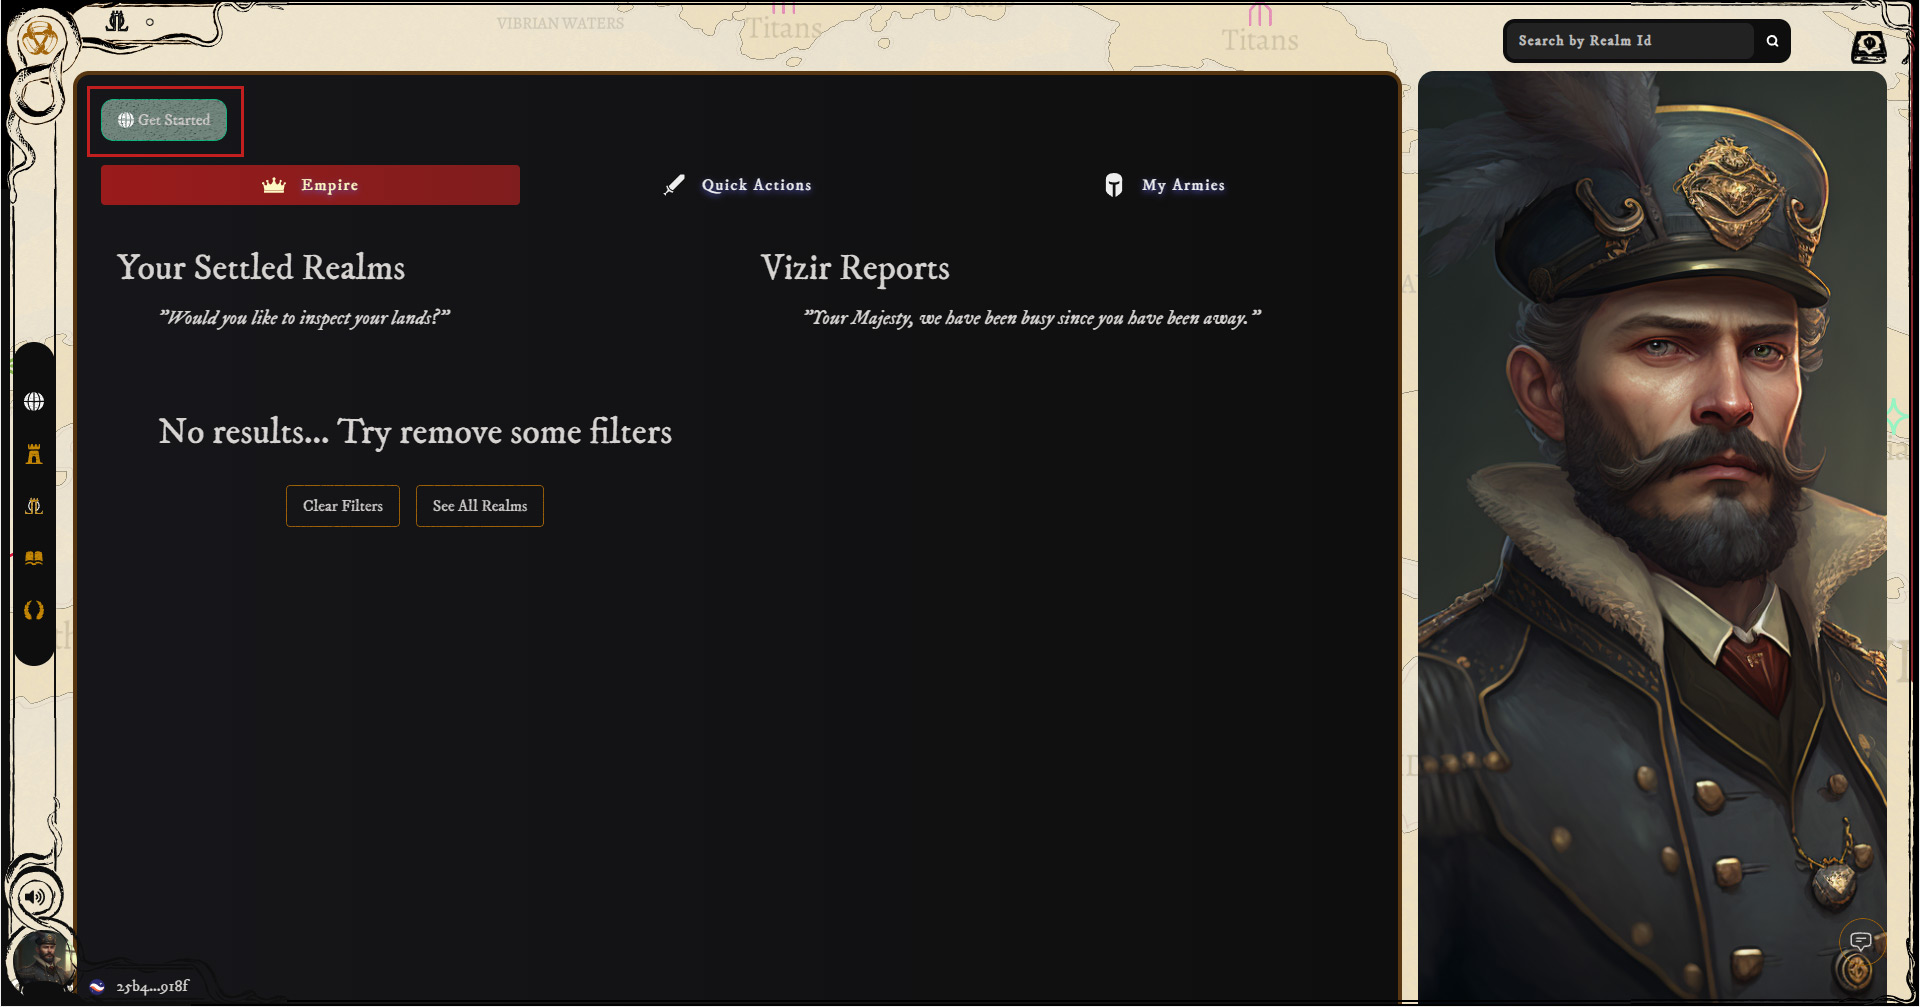 VIBRIAN WATERS
Titans
Titans
Search by Realm Id
Get Started
Empire
Quick Actions
My Armies
Your Settled Realms
Vizir Reports
"Would you like to inspect your lands?"
"Your Majesty, we have been busy since you have been away."
No results... Try remove some filters
Clear Filters
See All Realms
25b4...918f